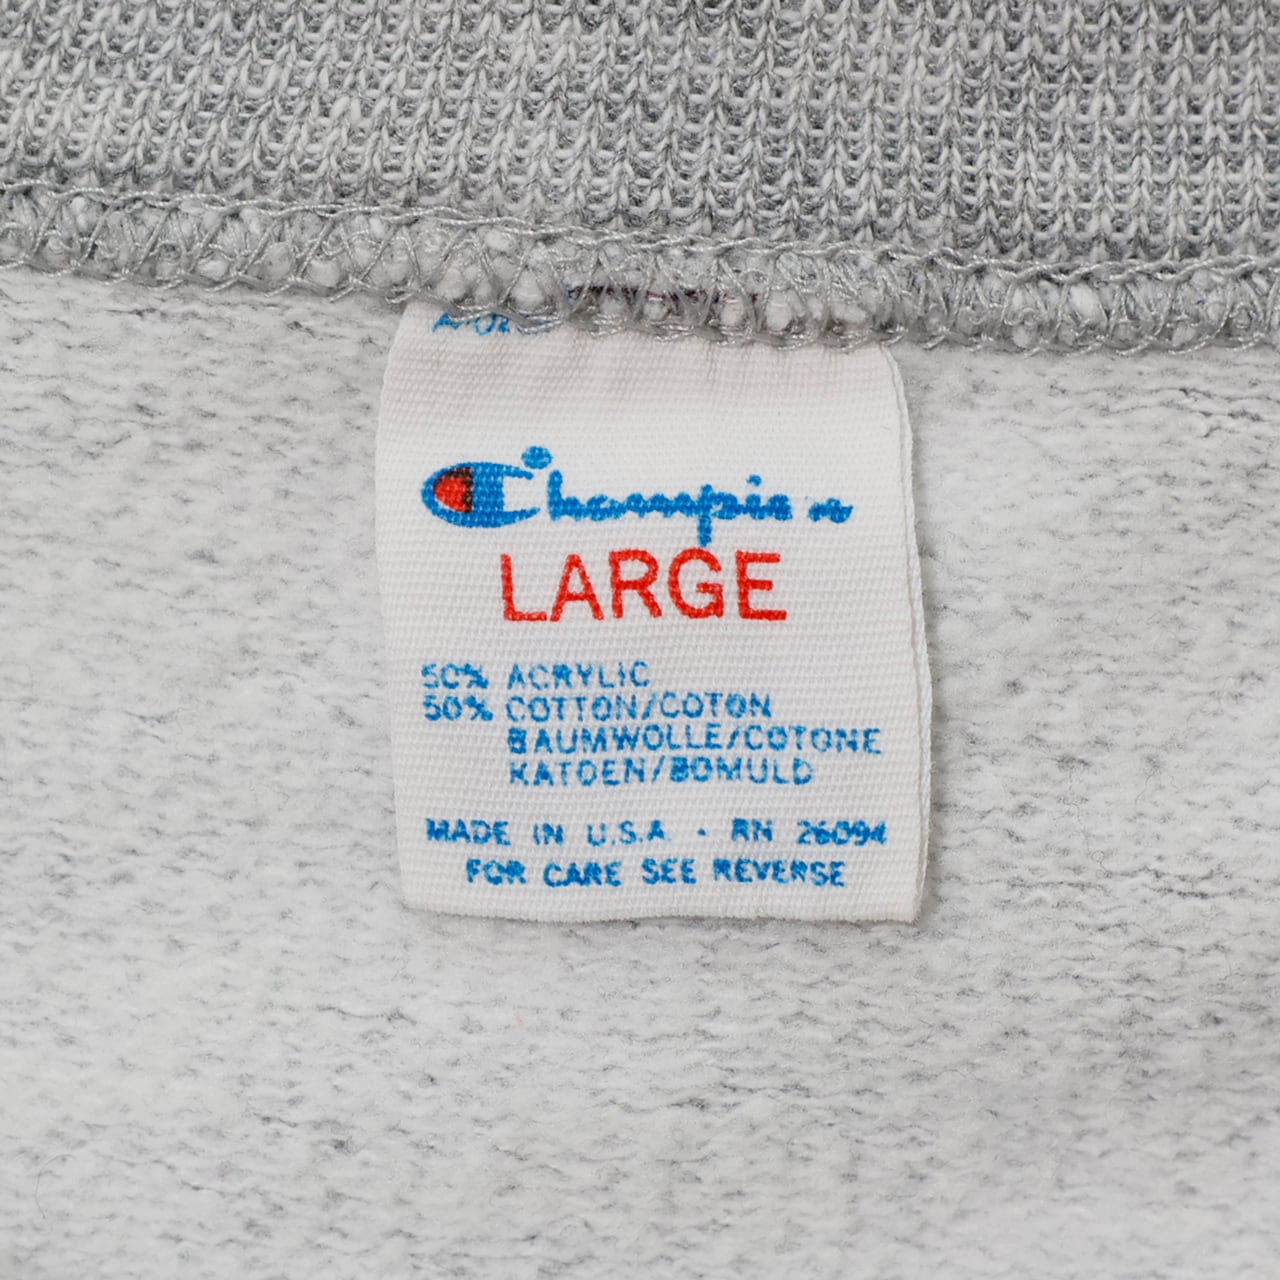 Champion
LARGE
50% ACRYLIC
50% COTTON/COTON
BAUMWOLLE/COTONE
KATOEN/BOMULD
MADE IN U.S.A. · RN 26094
FOR CARE SEE REVERSE